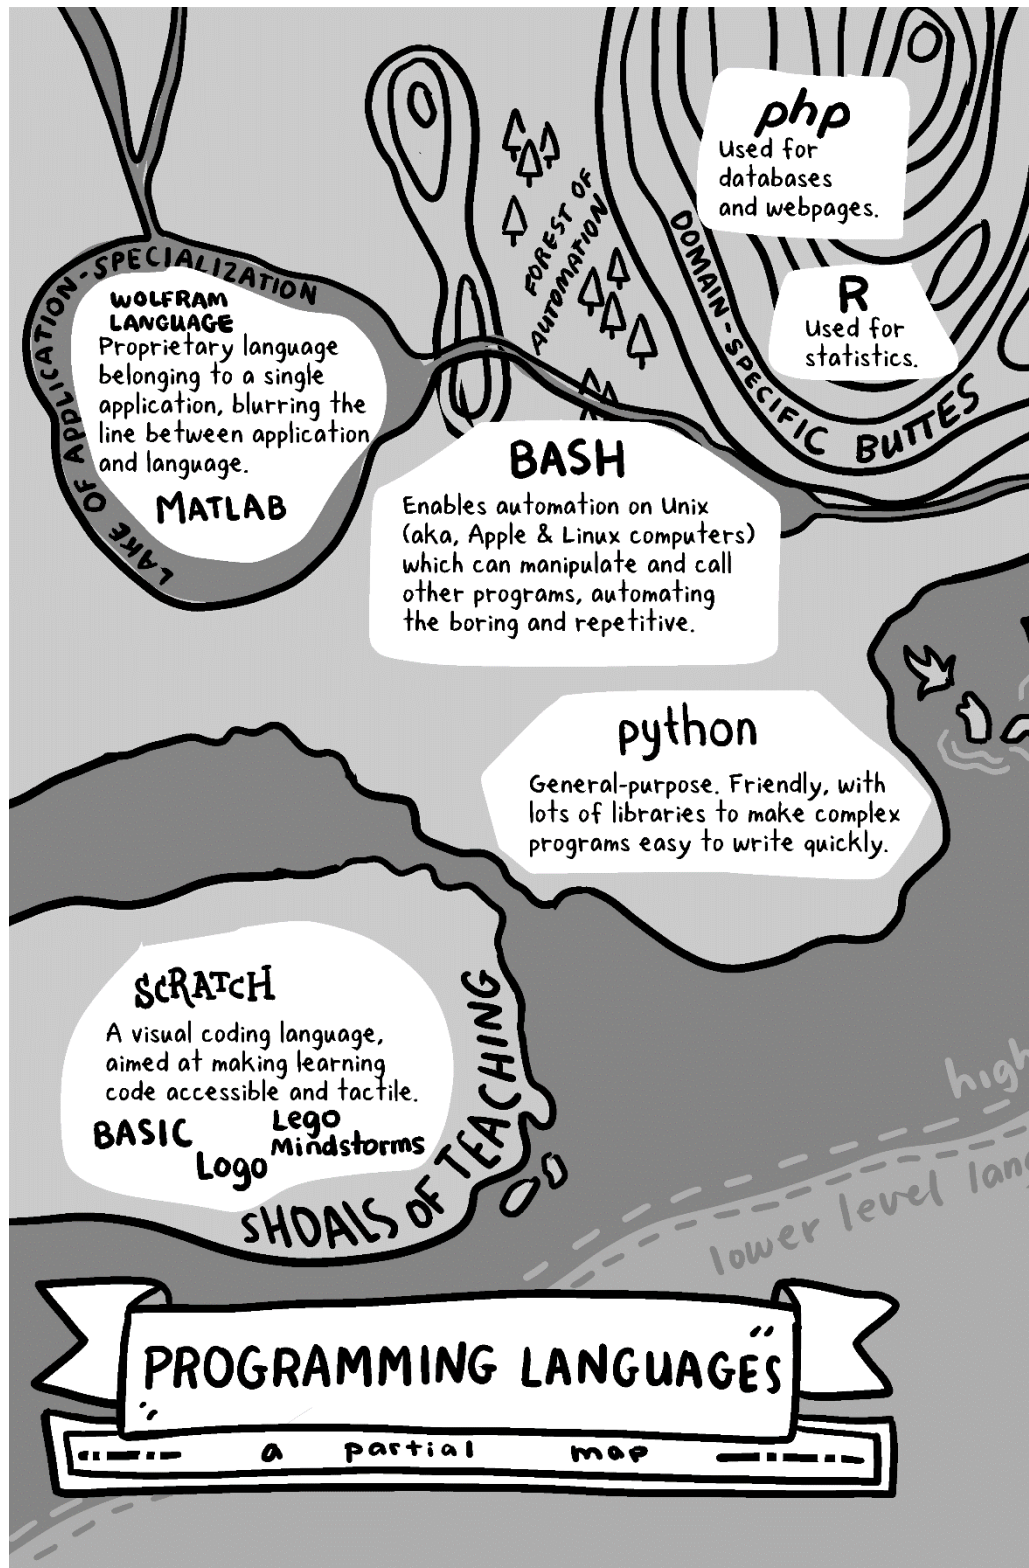 php
Used for
databases
and webpages.
FOREST OF
AUTOMATION
DOMAIN-SPECIFIC BUTTES
R
Used for
statistics.
LAKE OF APPLICATION-SPECIALIZATION
WOLFRAM
LANGUAGE
Proprietary language
belonging to a single
application, blurring the
line between application
and language.
MATLAB
BASH
Enables automation on Unix
(aka, Apple & Linux computers)
which can manipulate and call
other programs, automating
the boring and repetitive.
python
General-purpose. Friendly, with
lots of libraries to make complex
programs easy to write quickly.
SCRATCH
A visual coding language,
aimed at making learning
code accessible and tactile.
BASIC
Lego
Mindstorms
Logo
SHOALS OF TEACHING
high
lower level lang
PROGRAMMING LANGUAGES
a partial map